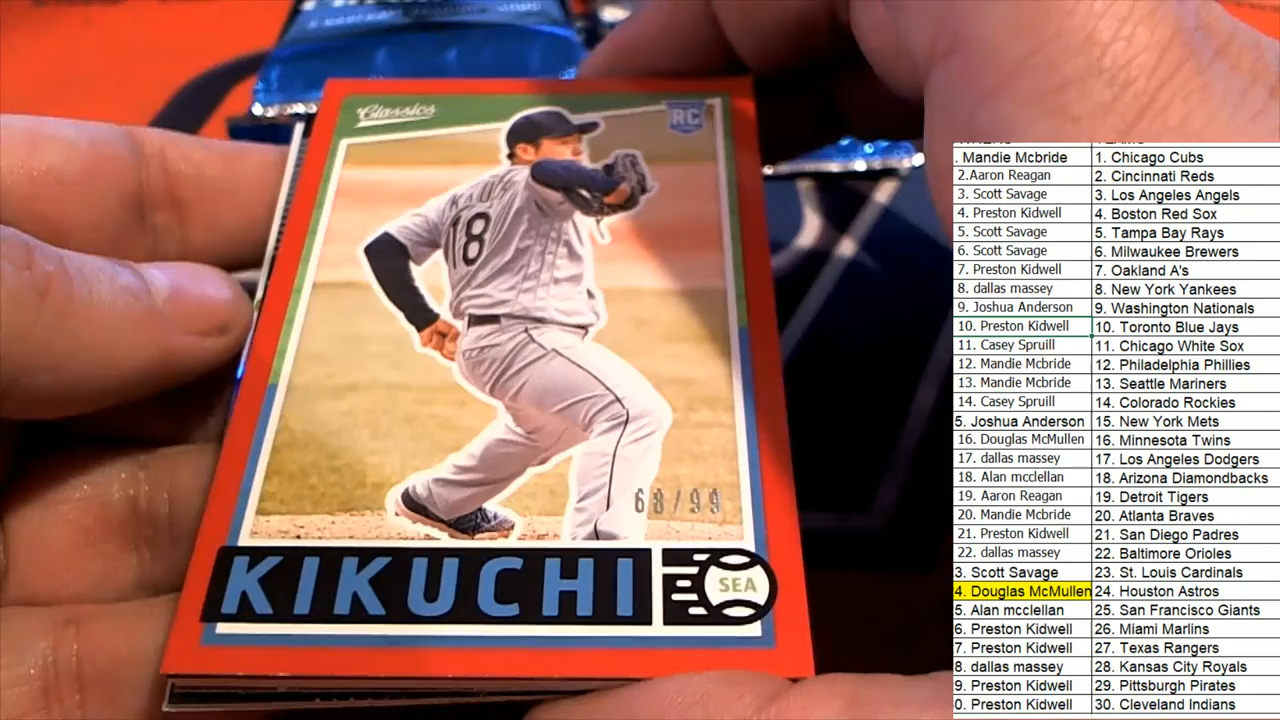 Classics
RC
18
68/99
KIKUCHI
SEA
. Mandie Mcbride 1. Chicago Cubs
2.Aaron Reagan 2. Cincinnati Reds
3. Scott Savage 3. Los Angeles Angels
4. Preston Kidwell 4. Boston Red Sox
5. Scott Savage 5. Tampa Bay Rays
6. Scott Savage 6. Milwaukee Brewers
7. Preston Kidwell 7. Oakland A's
8. dallas massey 8. New York Yankees
9. Joshua Anderson 9. Washington Nationals
10. Preston Kidwell 10. Toronto Blue Jays
11. Casey Spruill 11. Chicago White Sox
12. Mandie Mcbride 12. Philadelphia Phillies
13. Mandie Mcbride 13. Seattle Mariners
14. Casey Spruill 14. Colorado Rockies
5. Joshua Anderson 15. New York Mets
16. Douglas McMullen 16. Minnesota Twins
17. dallas massey 17. Los Angeles Dodgers
18. Alan mcclellan 18. Arizona Diamondbacks
19. Aaron Reagan 19. Detroit Tigers
20. Mandie Mcbride 20. Atlanta Braves
21. Preston Kidwell 21. San Diego Padres
22. dallas massey 22. Baltimore Orioles
3. Scott Savage 23. St. Louis Cardinals
4. Douglas McMullen 24. Houston Astros
5. Alan mcclellan 25. San Francisco Giants
6. Preston Kidwell 26. Miami Marlins
7. Preston Kidwell 27. Texas Rangers
8. dallas massey 28. Kansas City Royals
9. Preston Kidwell 29. Pittsburgh Pirates
0. Preston Kidwell 30. Cleveland Indians